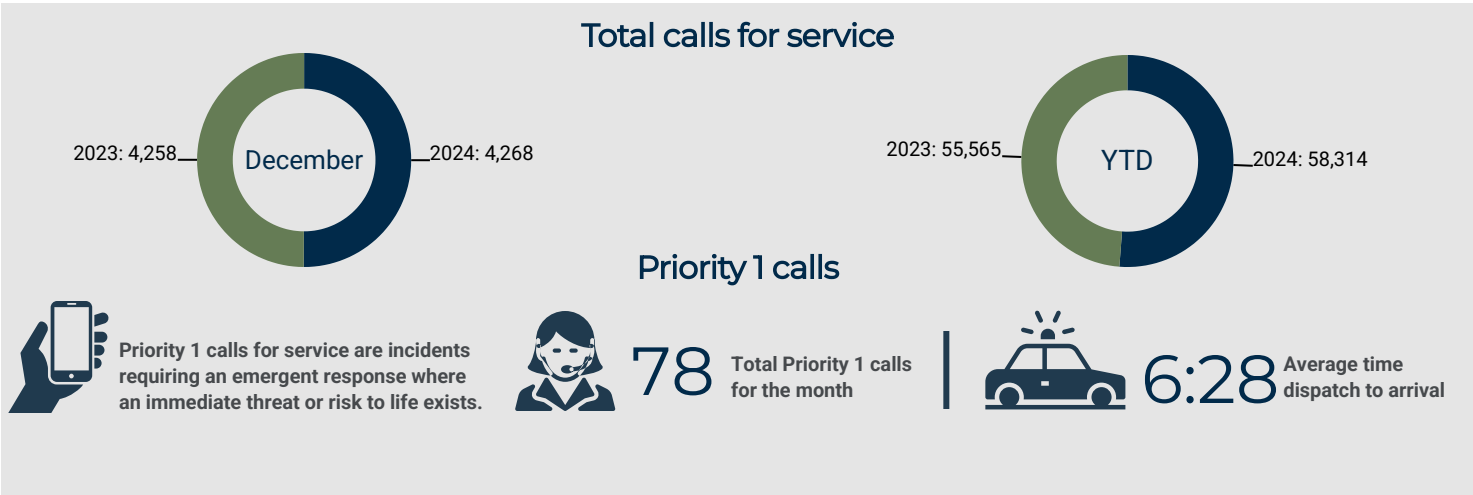 Total calls for service
2023: 4,258
December
2024: 4,268
2023: 55,565
YTD
2024: 58,314
Priority 1 calls
Priority 1 calls for service are incidents
requiring an emergent response where
an immediate threat or risk to life exists.
78
Total Priority 1 calls
for the month
6:28
Average time
dispatch to arrival